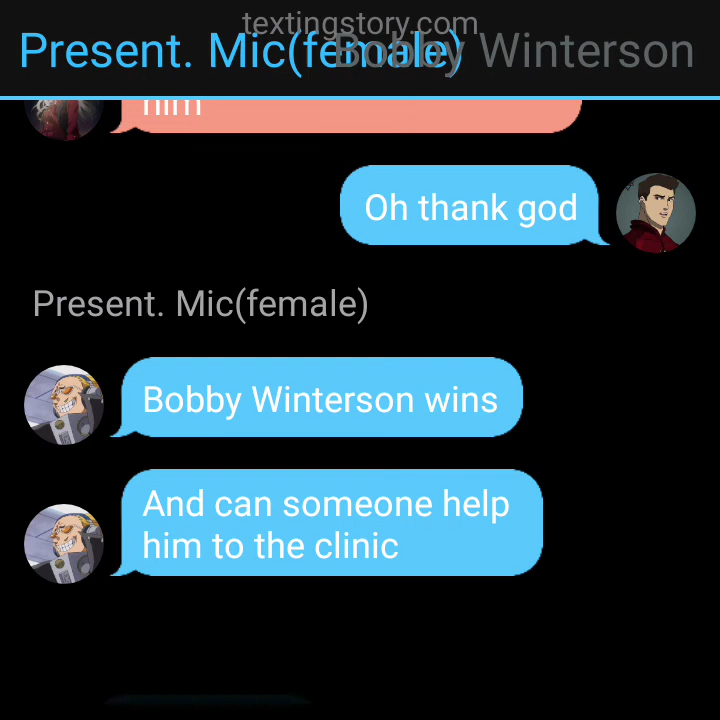 textingstory.com
Present. Mic(female)
Bobby Winterson
him
Oh thank god
Present. Mic(female)
Bobby Winterson wins
And can someone help
him to the clinic